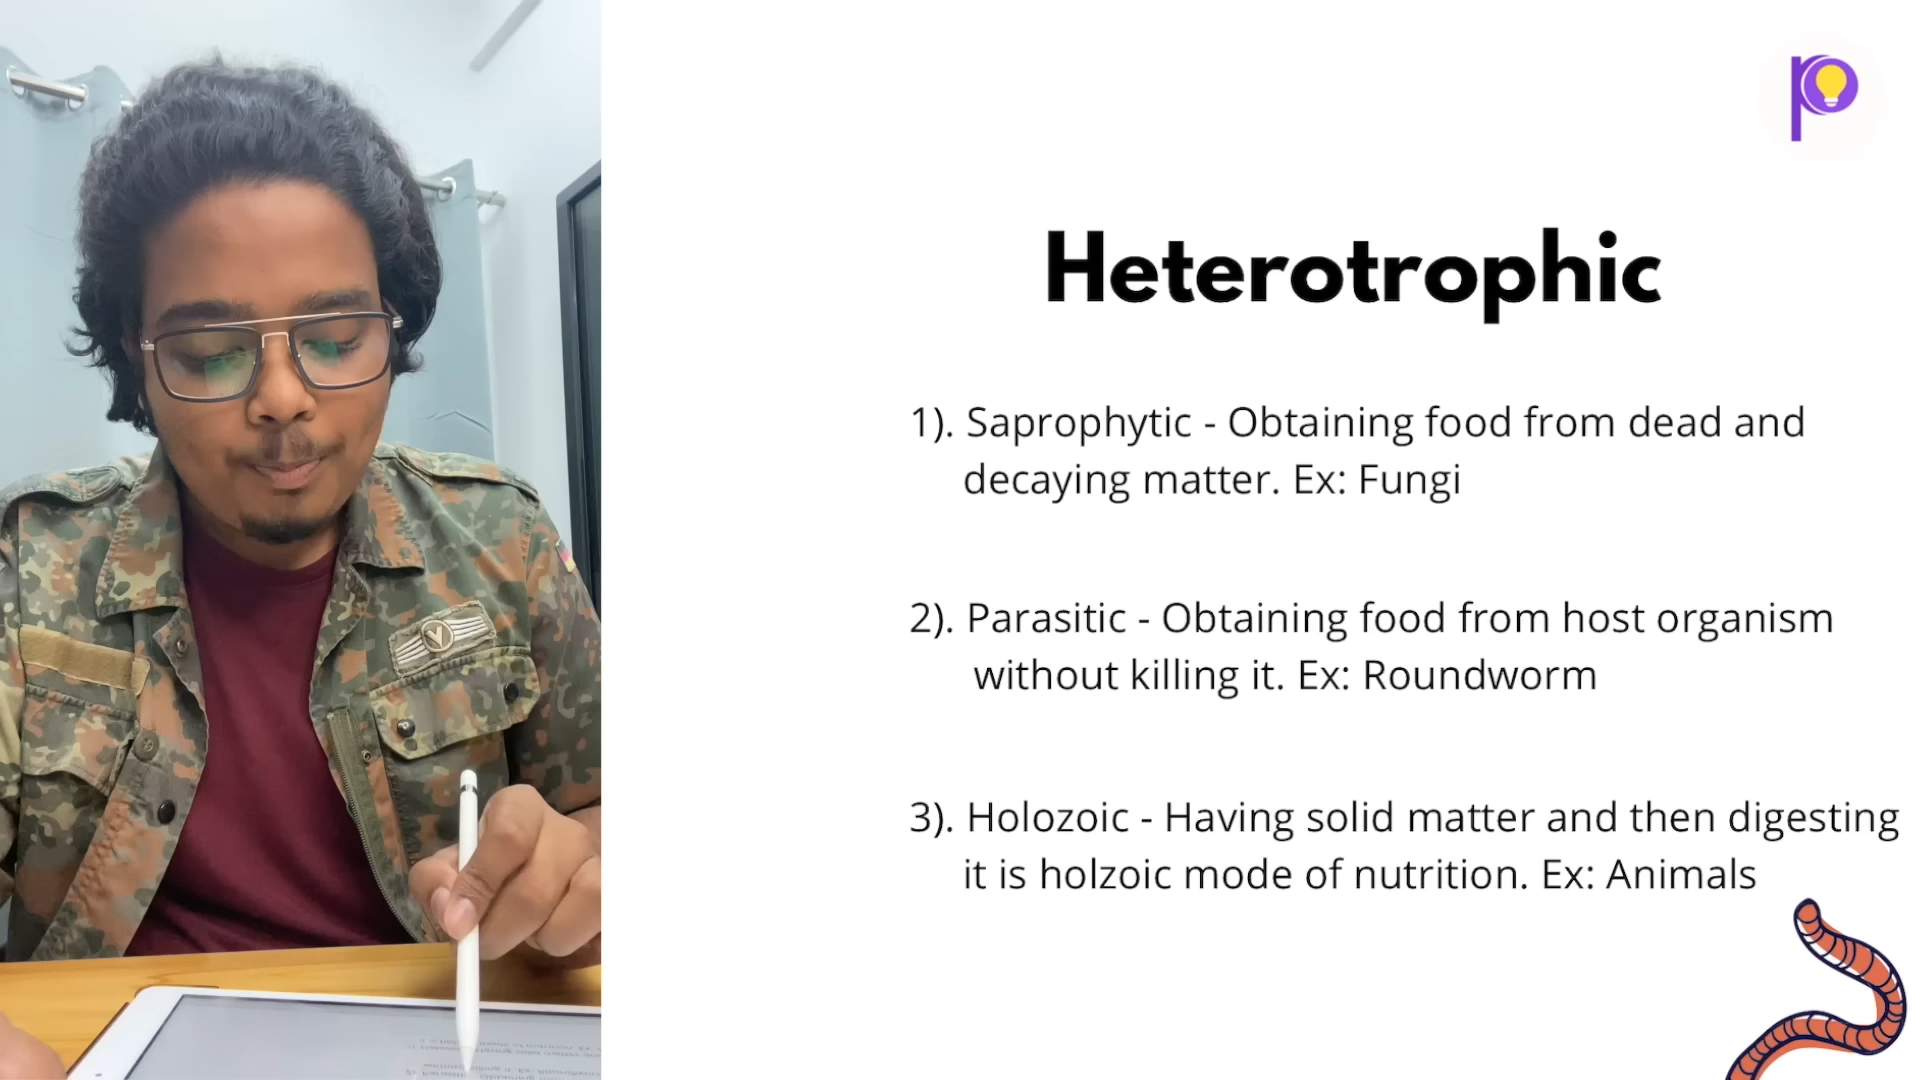 Heterotrophic
1). Saprophytic - Obtaining food from dead and
decaying matter. Ex: Fungi
2). Parasitic - Obtaining food from host organism
without killing it. Ex: Roundworm
3). Holozoic - Having solid matter and then digesting
it is holzoic mode of nutrition. Ex: Animals